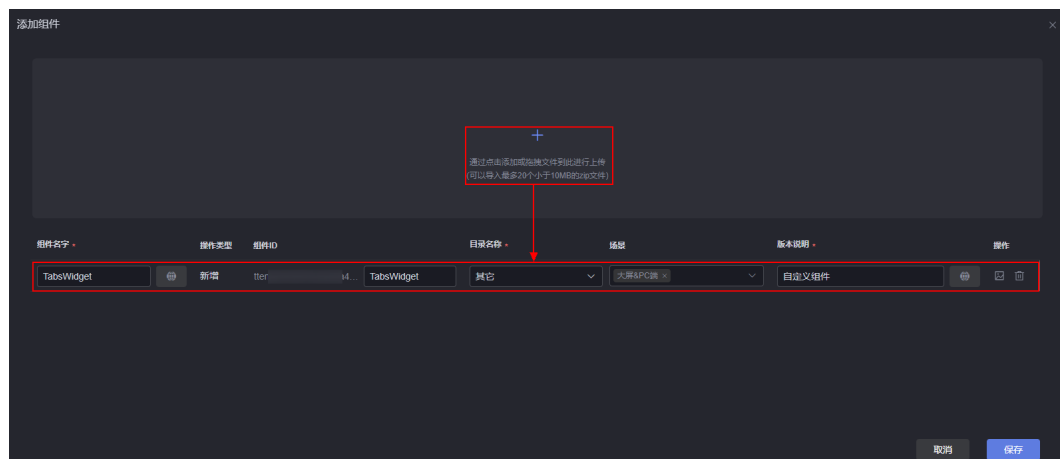 添加组件
通过点击添加或拖拽文件到此进行上传
(可以导入最多20个小于10MB的zip文件)
组件名字 * 操作类型 组件ID 目录名称 * 场景 版本说明 * 操作
TabsWidget 新增 tter 4... TabsWidget 其它 大屏&PC端 × 自定义组件
取消 保存